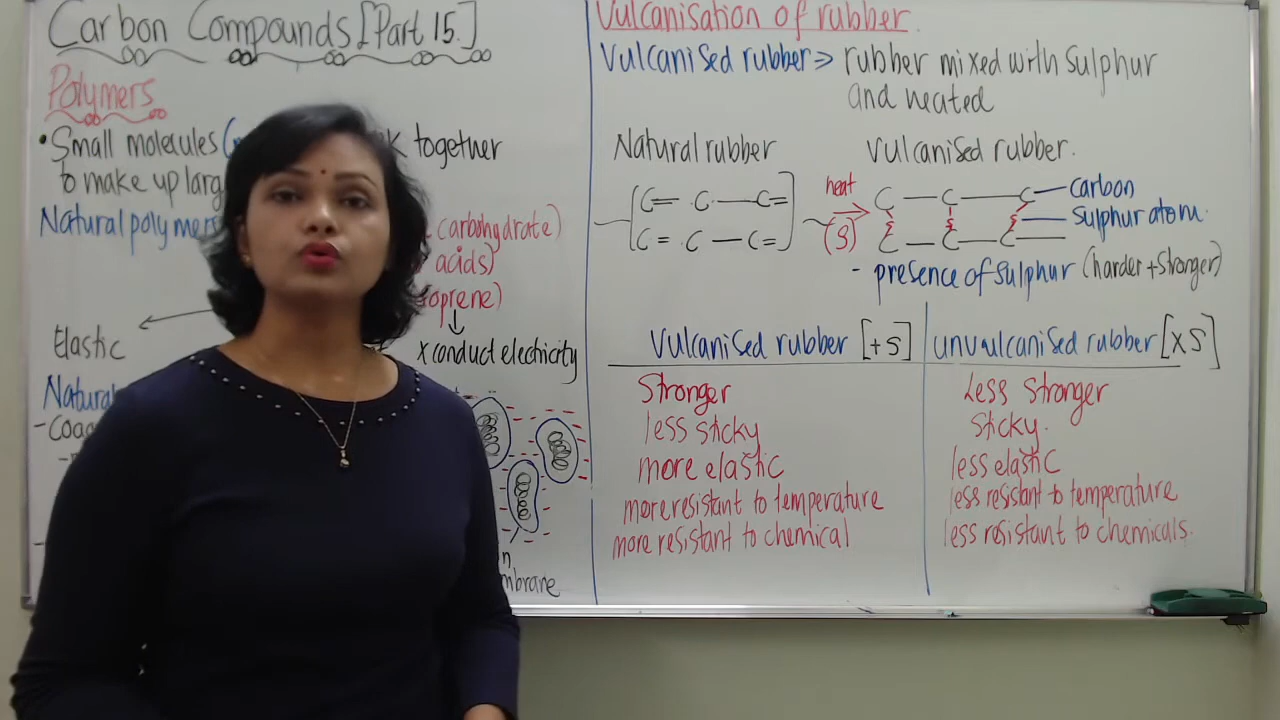 Carbon Compounds [Part 15.]
Polymers
• Small molecules together
to make up larg
Natural polymers
carbohydrate)
acids)
oprene)
Elastic
x conduct electricity
Natural
- Coag
mbrane
Vulcanisation of rubber.
Vulcanised rubber => rubber mixed with Sulphur
and heated
Natural rubber
Vulcanised rubber.
C = C — C =
C = C — C =
heat
(S)
C — C — C
C — C — C
carbon
Sulphur atom.
- presence of Sulphur (harder + Stronger)
Vulcanised rubber [+S]
unvulcanised rubber [x S]
Stronger
Less stronger
less sticky
Sticky.
more elastic
less elastic
more resistant to temperature
less resistant to temperature
more resistant to chemical
less resistant to chemicals.